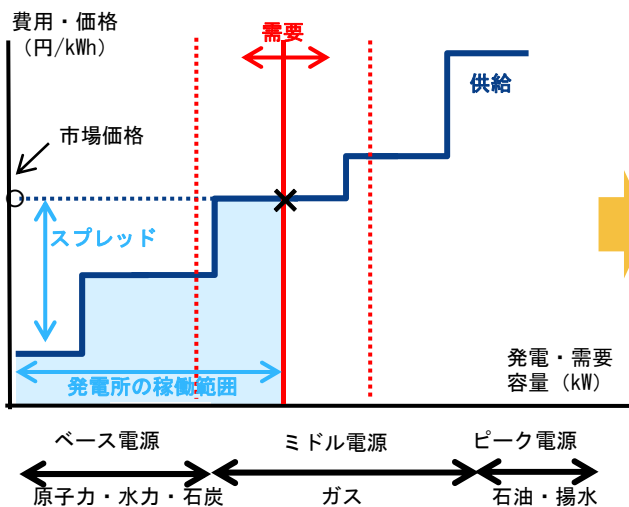 費用・価格
（円/kWh）
需要
供給
市場価格
スプレッド
発電所の稼働範囲
発電・需要
容量（kW）
ベース電源
ミドル電源
ピーク電源
原子力・水力・石炭
ガス
石油・揚水